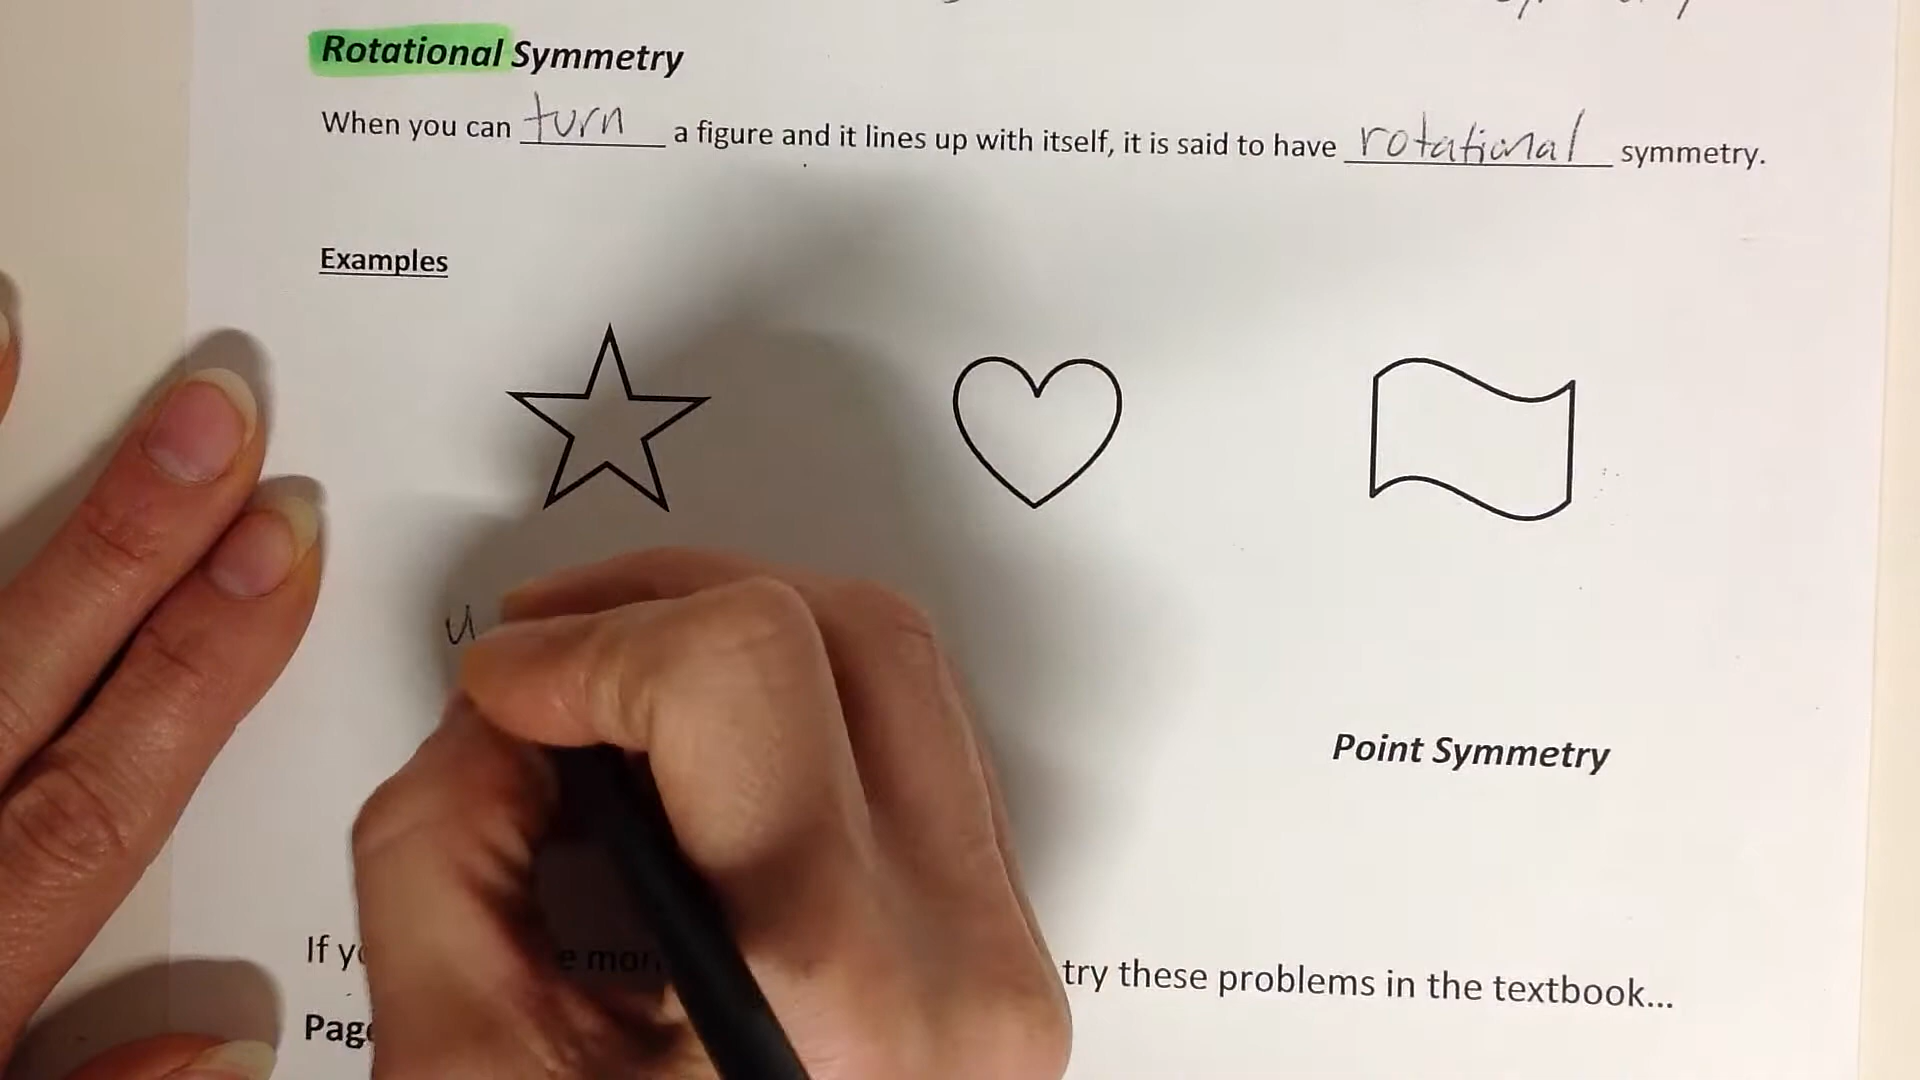 Rotational Symmetry
When you can turn a figure and it lines up with itself, it is said to have rotational symmetry.
Examples
Point Symmetry
If try these problems in the textbook...